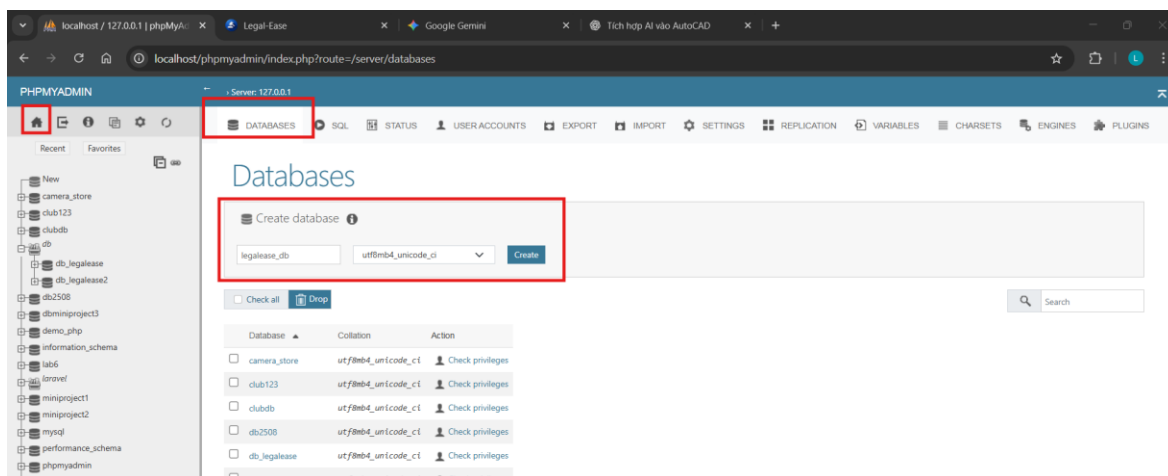 localhost / 127.0.0.1 | phpMyAd
Legal-Ease
Google Gemini
Tích hợp AI vào AutoCAD
localhost/phpmyadmin/index.php?route=/server/databases
L
PHPMYADMIN
Server: 127.0.0.1
DATABASES SQL STATUS USER ACCOUNTS EXPORT IMPORT SETTINGS REPLICATION VARIABLES CHARSETS ENGINES PLUGINS
Recent Favorites
New
camera_store
club123
clubdb
db
db_legalease
db_legalease2
db2508
dbminiproject3
demo_php
information_schema
lab6
laravel
miniproject1
miniproject2
mysql
performance_schema
phpmyadmin
Databases
Create database
legalease_db utf8mb4_unicode_ci Create
Check all Drop
Search
Database Collation Action
camera_store utf8mb4_unicode_ci Check privileges
club123 utf8mb4_unicode_ci Check privileges
clubdb utf8mb4_unicode_ci Check privileges
db2508 utf8mb4_unicode_ci Check privileges
db_legalease utf8mb4_unicode_ci Check privileges